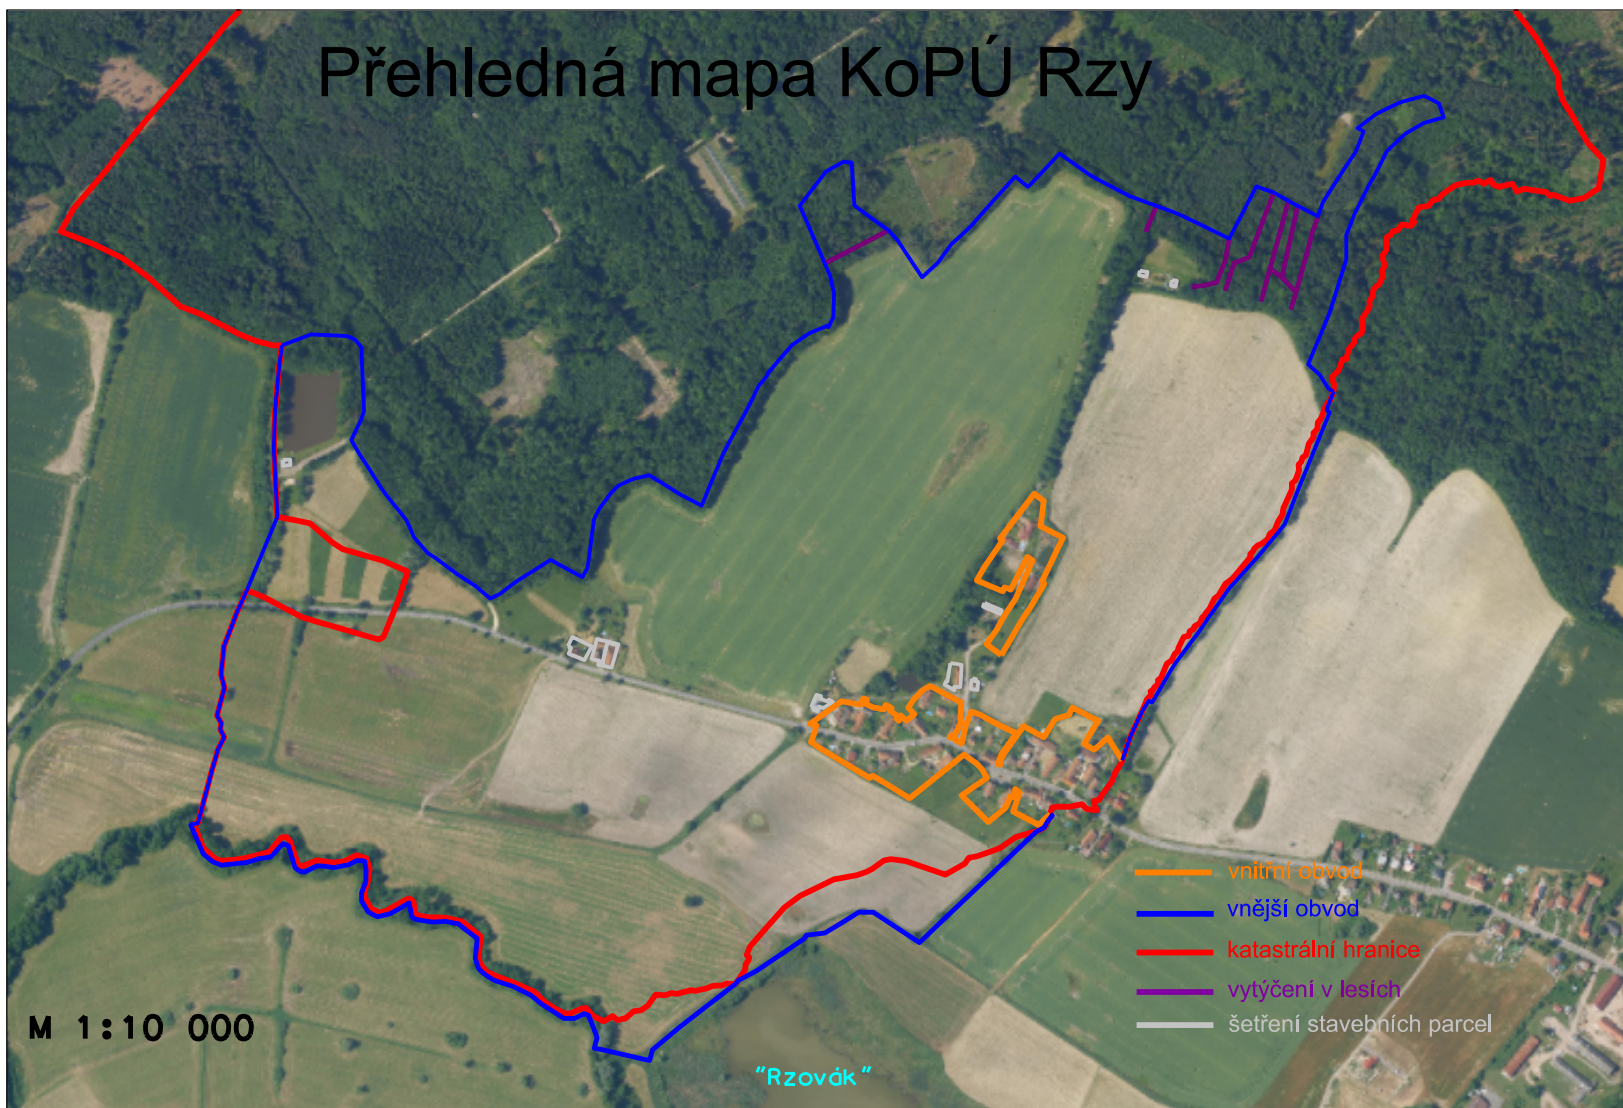 Přehledná mapa KoPÚ Rzy
vnitřní obvod
vnější obvod
katastrální hranice
vytýčení v lesích
šetření stavebních parcel
M 1:10 000
"Rzovák"